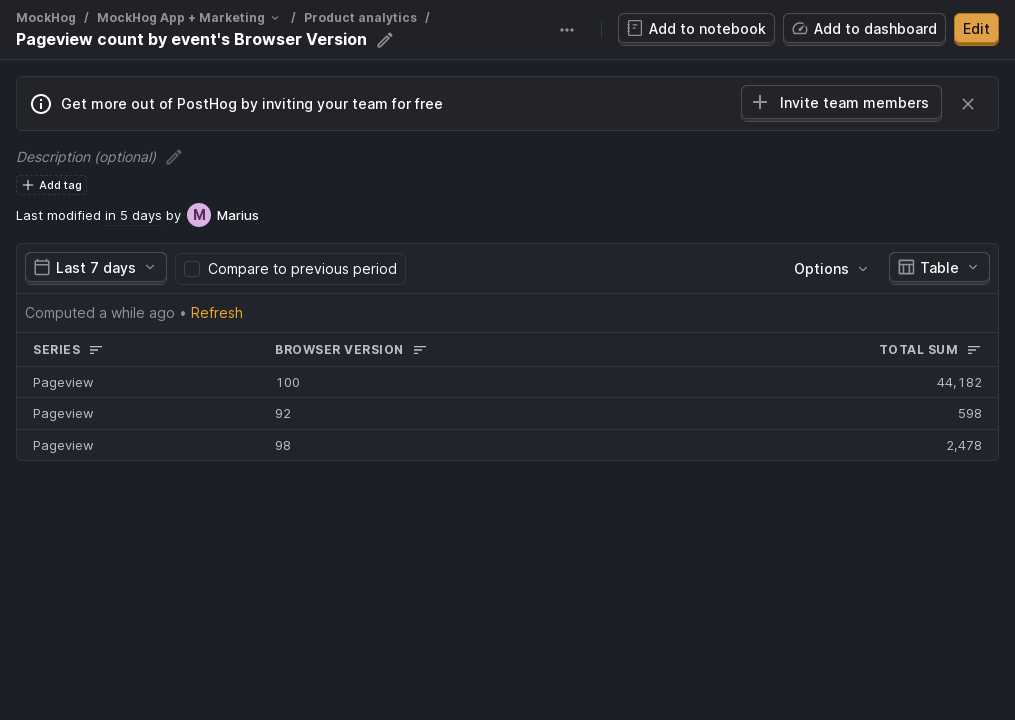 MockHog / MockHog App + Marketing / Product analytics /
Pageview count by event's Browser Version
Add to notebook
Add to dashboard
Edit
Get more out of PostHog by inviting your team for free
Invite team members
Description (optional)
Add tag
Last modified in 5 days by M Marius
Last 7 days
Compare to previous period
Options
Table
Computed a while ago • Refresh
SERIES BROWSER VERSION TOTAL SUM
Pageview 100 44,182
Pageview 92 598
Pageview 98 2,478